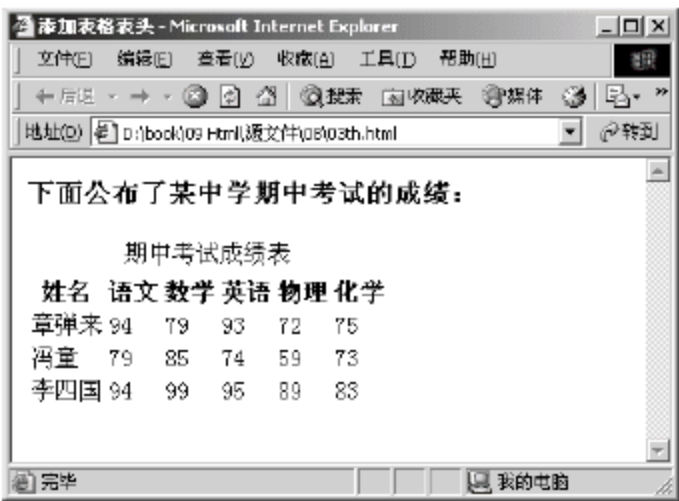 添加表格表头 - Microsoft Internet Explorer
文件(E) 编辑(E) 查看(V) 收藏(A) 工具(T) 帮助(H)
后退 搜索 收藏夹 媒体 »
地址(D) D:\book\09 Html\源文件\08\03th.html 转到
下面公布了某中学期中考试的成绩：
期中考试成绩表
姓名 语文 数学 英语 物理 化学
章弹来 94 79 93 72 75
冯童 79 85 74 59 73
李四国 94 99 95 89 83
完毕 我的电脑